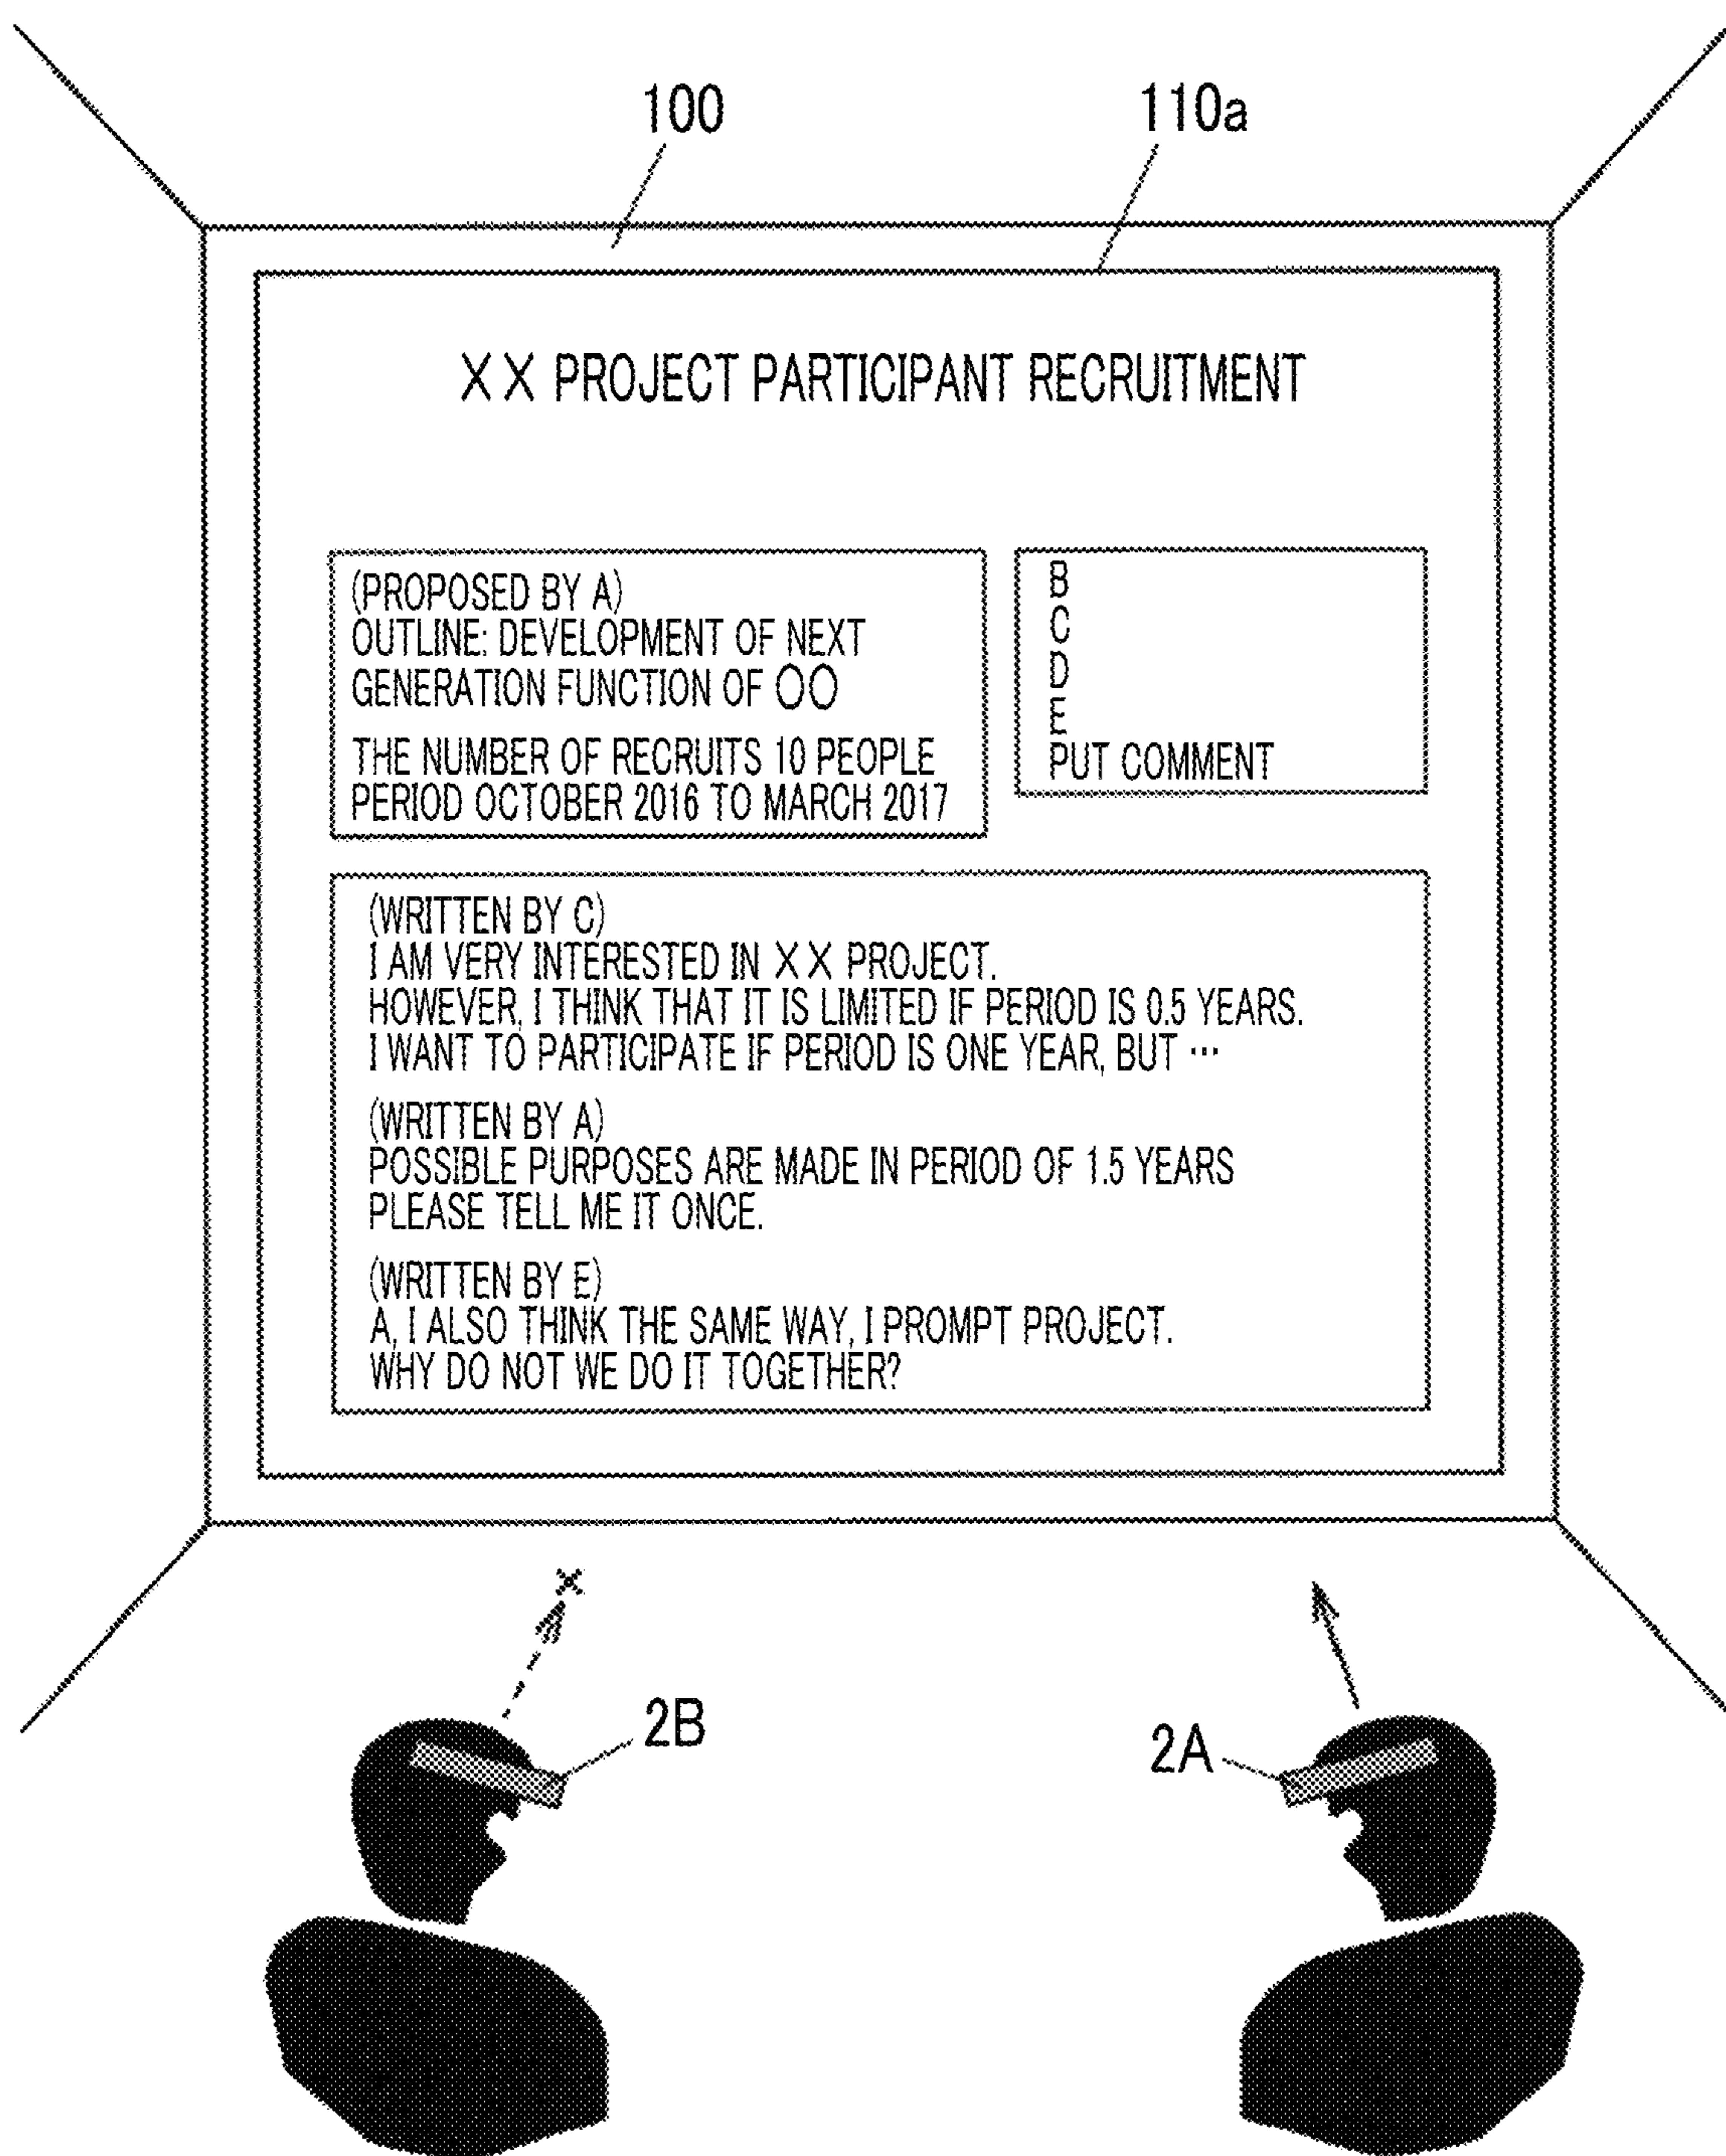 100
110a
XX PROJECT PARTICIPANT RECRUITMENT
(PROPOSED BY A)
OUTLINE: DEVELOPMENT OF NEXT
GENERATION FUNCTION OF ○○
THE NUMBER OF RECRUITS 10 PEOPLE
PERIOD OCTOBER 2016 TO MARCH 2017
B
C
D
E
PUT COMMENT
(WRITTEN BY C)
I AM VERY INTERESTED IN XX PROJECT.
HOWEVER, I THINK THAT IT IS LIMITED IF PERIOD IS 0.5 YEARS.
I WANT TO PARTICIPATE IF PERIOD IS ONE YEAR, BUT …
(WRITTEN BY A)
POSSIBLE PURPOSES ARE MADE IN PERIOD OF 1.5 YEARS
PLEASE TELL ME IT ONCE.
(WRITTEN BY E)
A, I ALSO THINK THE SAME WAY, I PROMPT PROJECT.
WHY DO NOT WE DO IT TOGETHER?
×
2B
2A